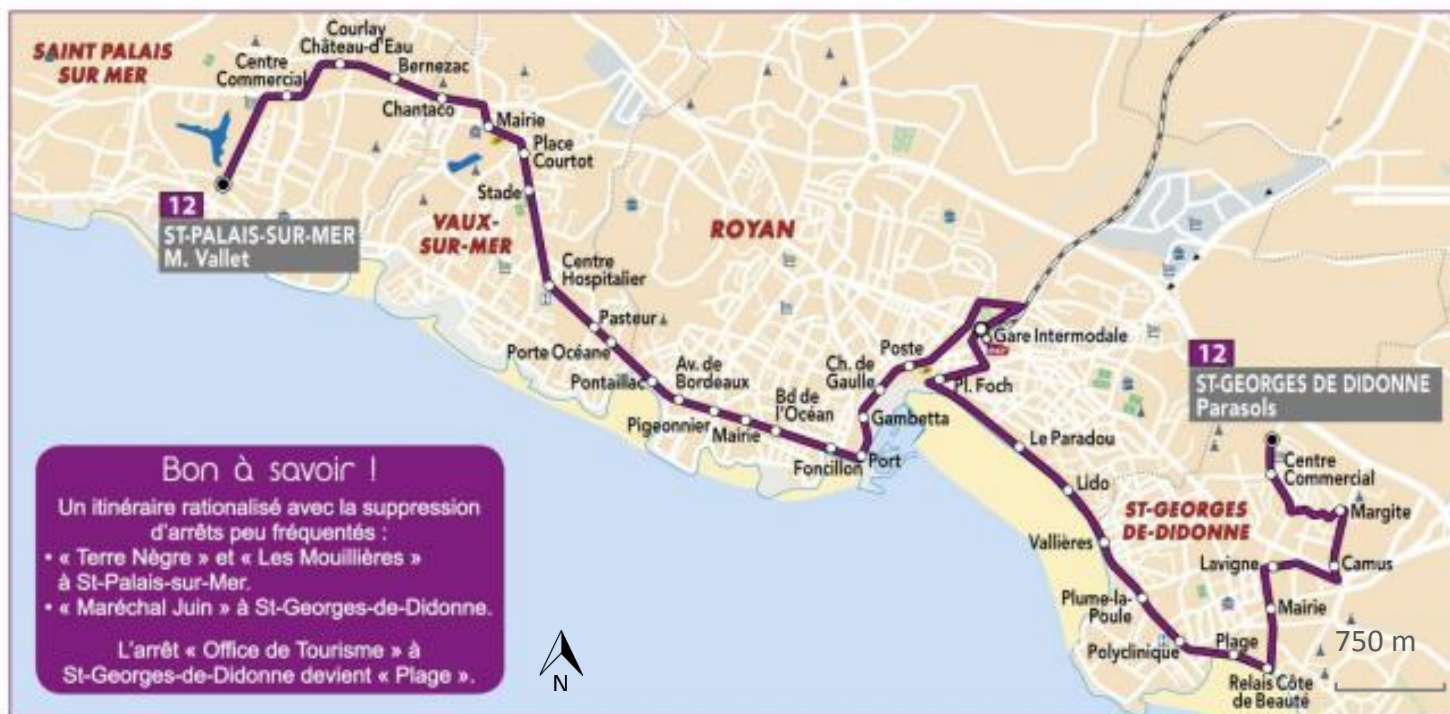 SAINT PALAIS
SUR MER
Centre
Commercial
Courlay
Château-d'Eau
Bernezac
Chantaco
Mairie
Place
Courtot
Stade
12
ST-PALAIS-SUR-MER
M. Vallet
VAUX-
SUR-MER
ROYAN
Centre
Hospitalier
Pasteur
Porte Océane
Pontaillac
Av. de
Bordeaux
Pigeonnier
Mairie
Bd de
l'Océan
Foncillon
Port
Gambetta
Ch. de
Gaulle
Poste
Gare Intermodale
Pl. Foch
Le Paradou
Lido
Vallières
ST-GEORGES
DE-DIDONNE
Plume-la-
Poule
Polyclinique
Plage
Relais Côte
de Beauté
Mairie
Lavigne
Camus
Margite
Centre
Commercial
12
ST-GEORGES DE DIDONNE
Parasols
Bon à savoir !
Un itinéraire rationalisé avec la suppression
d'arrêts peu fréquentés :
• « Terre Nègre » et « Les Mouillières »
à St-Palais-sur-Mer.
• « Maréchal Juin » à St-Georges-de-Didonne.
L'arrêt « Office de Tourisme » à
St-Georges-de-Didonne devient « Plage ».
N
750 m